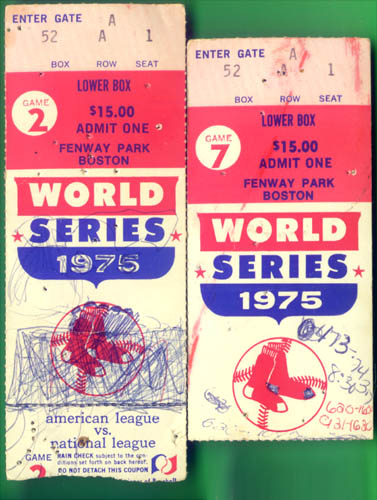 ENTER GATE A
52 A 1
BOX ROW SEAT
LOWER BOX
GAME
2
$15.00
ADMIT ONE
FENWAY PARK
BOSTON
WORLD
SERIES
1975
american league
vs.
national league
GAME RAIN CHECK subject to the
conditions set forth on back hereof.
2 DO NOT DETACH THIS COUPON
ENTER GATE A
52 A 1
BOX ROW SEAT
LOWER BOX
GAME
7
$15.00
ADMIT ONE
FENWAY PARK
BOSTON
WORLD
SERIES
1975